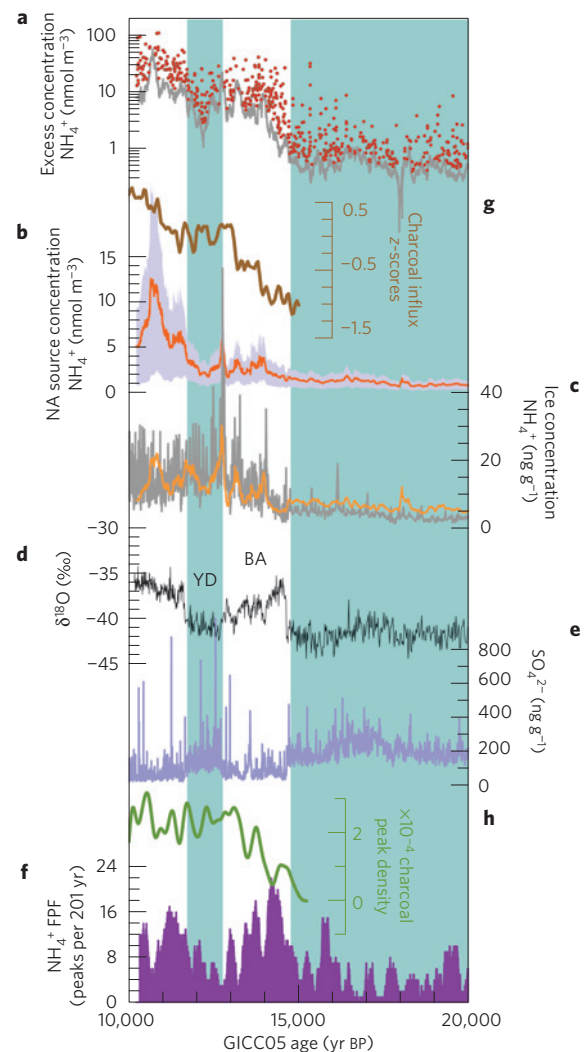 a
Excess concentration
NH₄⁺ (nmol m⁻³)
100
10
1
g
0.5
−0.5
−1.5
Charcoal influx
z-scores
b
NA source concentration
NH₄⁺ (nmol m⁻³)
15
10
5
0
c
Ice concentration
NH₄⁺ (ng g⁻¹)
40
20
0
d
δ¹⁸O (‰)
−30
−35
−40
−45
YD
BA
e
SO₄²⁻ (ng g⁻¹)
800
600
400
200
0
h
2
0
×10⁻⁴ charcoal
peak density
f
NH₄⁺ FPF
(peaks per 201 yr)
24
16
8
0
10,000
15,000
20,000
GICC05 age (yr BP)